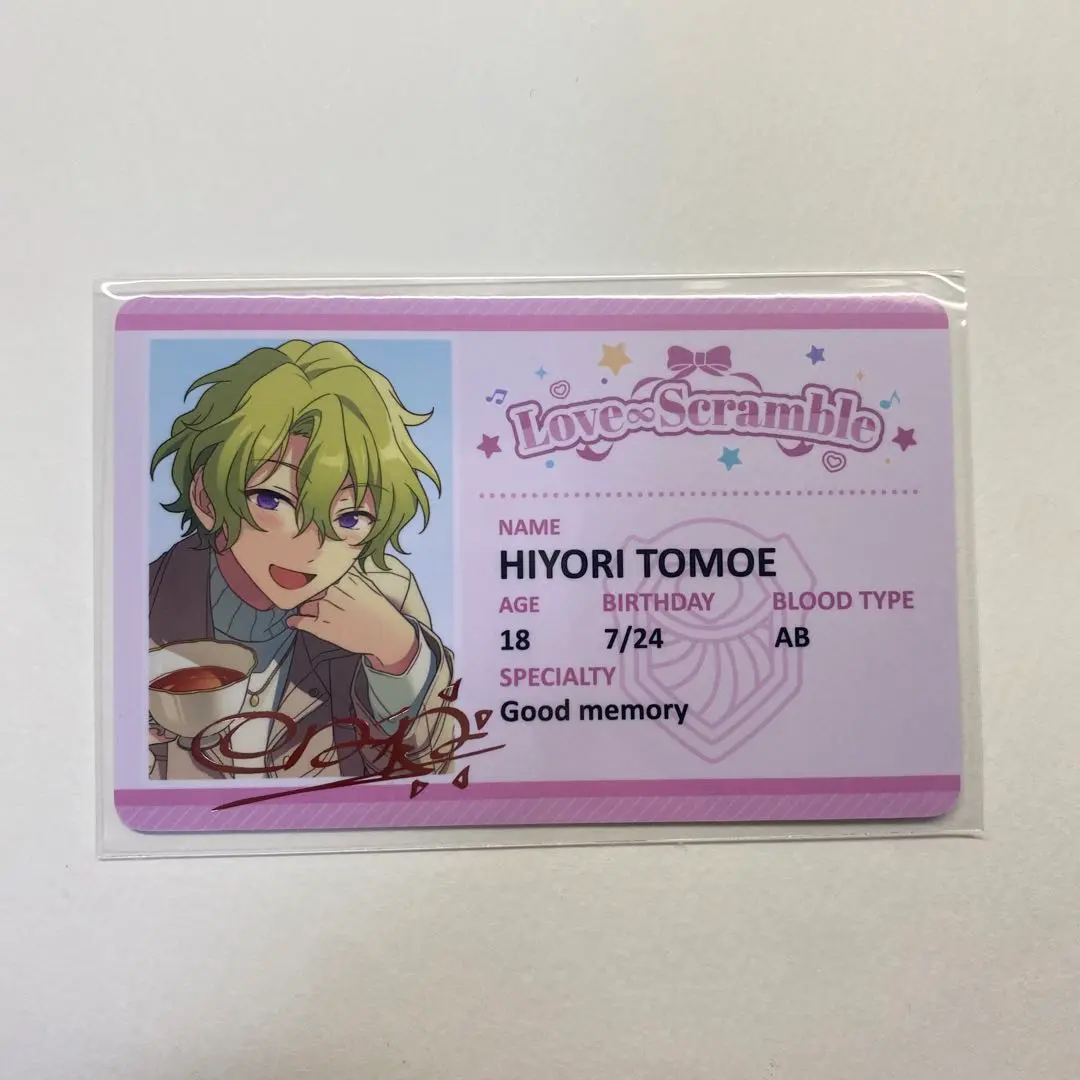 Love∞Scramble
NAME
HIYORI TOMOE
AGE BIRTHDAY BLOOD TYPE
18 7/24 AB
SPECIALTY
Good memory